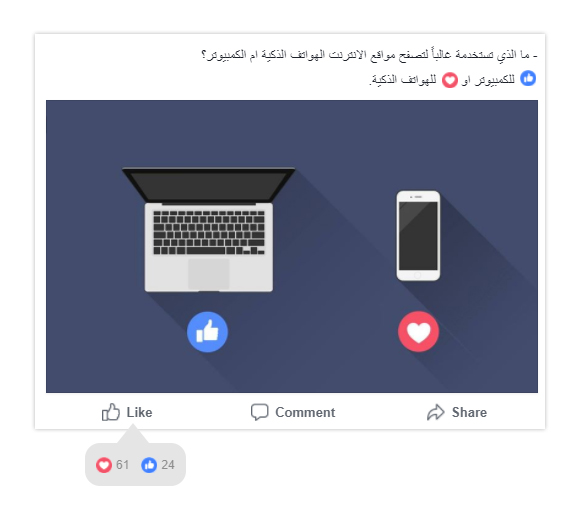 - ما الذي تستخدمة غالباً لتصفح مواقع الانترنت الهواتف الذكية ام الكمبيوتر؟
للكمبيوتر او للهواتف الذكية.
Like Comment Share
61 24